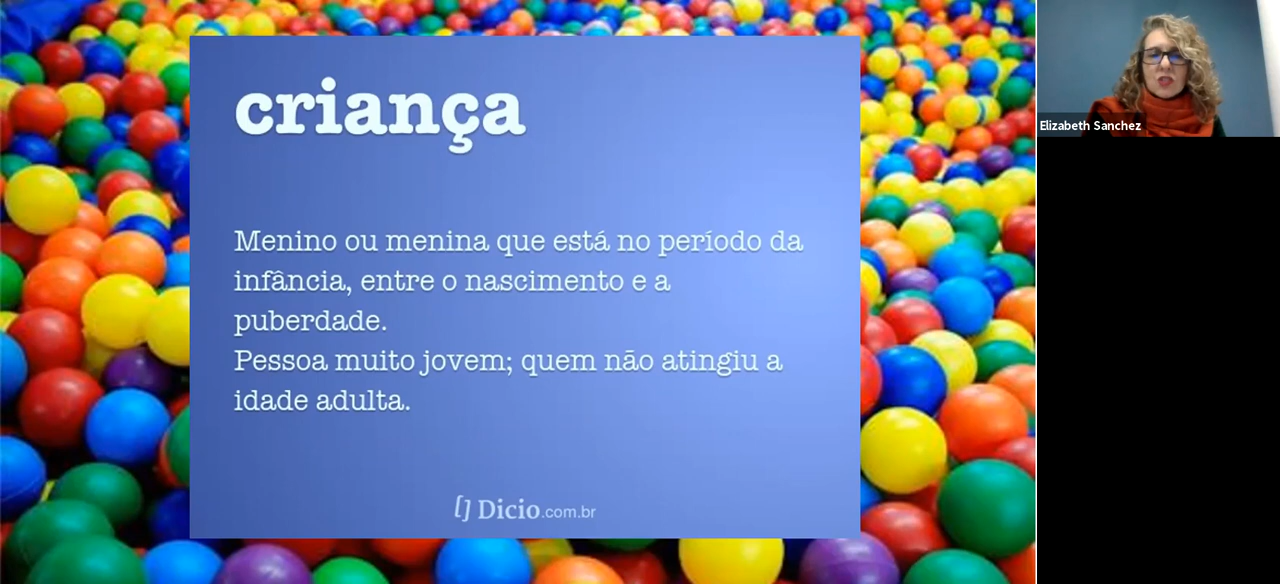 criança
Menino ou menina que está no período da
infância, entre o nascimento e a
puberdade.
Pessoa muito jovem; quem não atingiu a
idade adulta.
[] Dicio.com.br
Elizabeth Sanchez